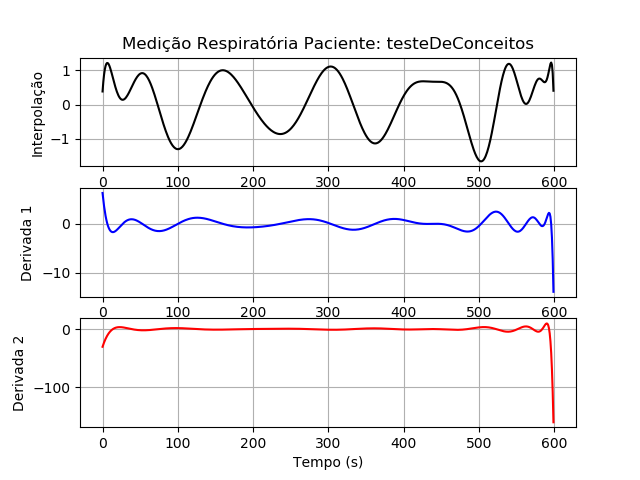 Medição Respiratória Paciente: testeDeConceitos
Interpolação
1
0
−1
0 100 200 300 400 500 600
Derivada 1
0
−10
0 100 200 300 400 500 600
Derivada 2
0
−100
0 100 200 300 400 500 600
Tempo (s)